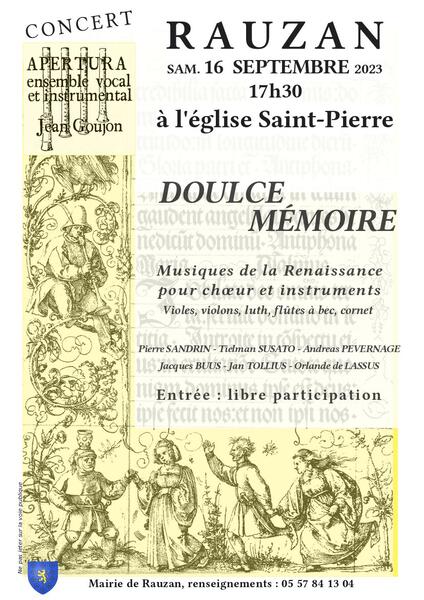 CONCERT
APERTURA
ensemble vocal
et instrumental
Jean Goujon
RAUZAN
SAM. 16 SEPTEMBRE 2023
17h30
à l'église Saint-Pierre
DOULCE
MÉMOIRE
Musiques de la Renaissance
pour chœur et instruments
Violes, violons, luth, flûtes à bec, cornet
Pierre SANDRIN - Tielman SUSATO - Andreas PEVERNAGE
Jacques BUUS - Jan TOLLIUS - Orlande de LASSUS
Entrée : libre participation
Ne pas jeter sur la voie publique
Mairie de Rauzan, renseignements : 05 57 84 13 04